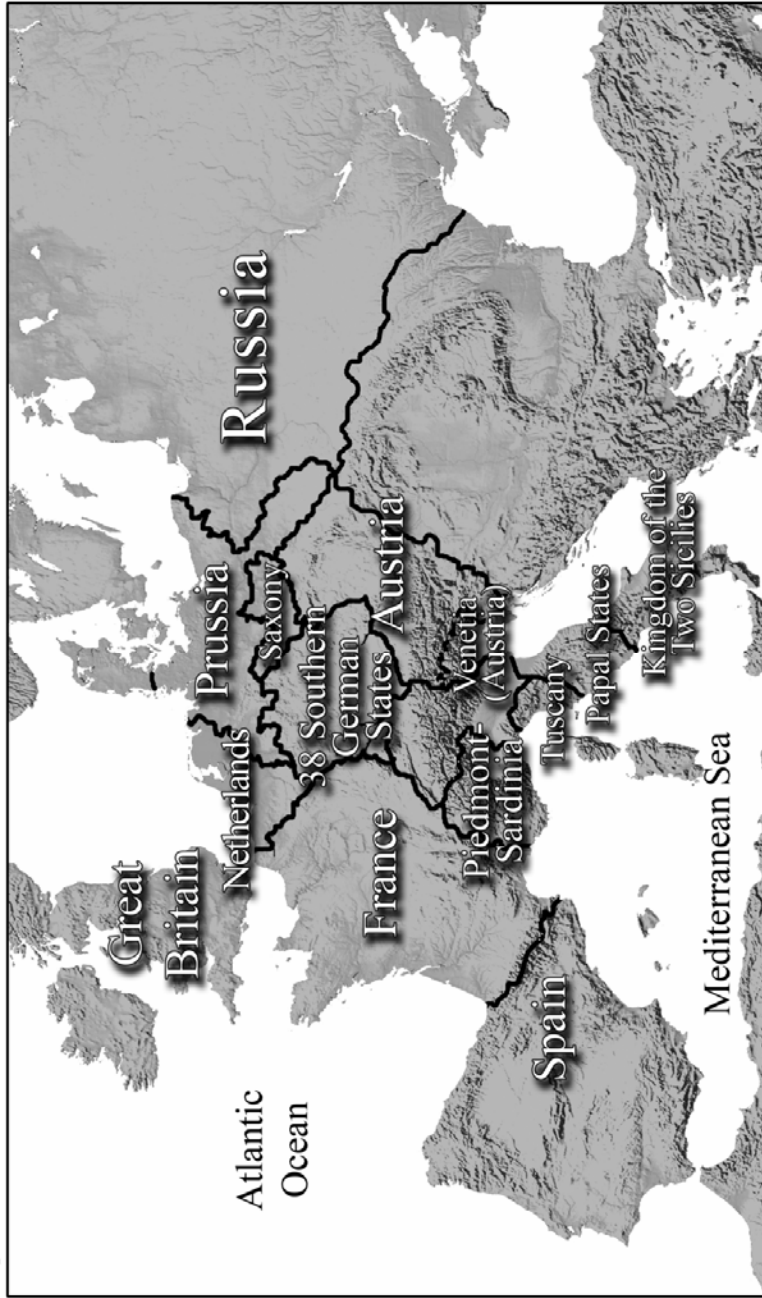 Great
Britain
Atlantic
Ocean
Netherlands
Prussia
Russia
Saxony
38 Southern
German
States
France
Austria
Piedmont-
Sardinia
Venetia
(Austria)
Spain
Tuscany
Papal States
Kingdom of the
Two Sicilies
Mediterranean Sea